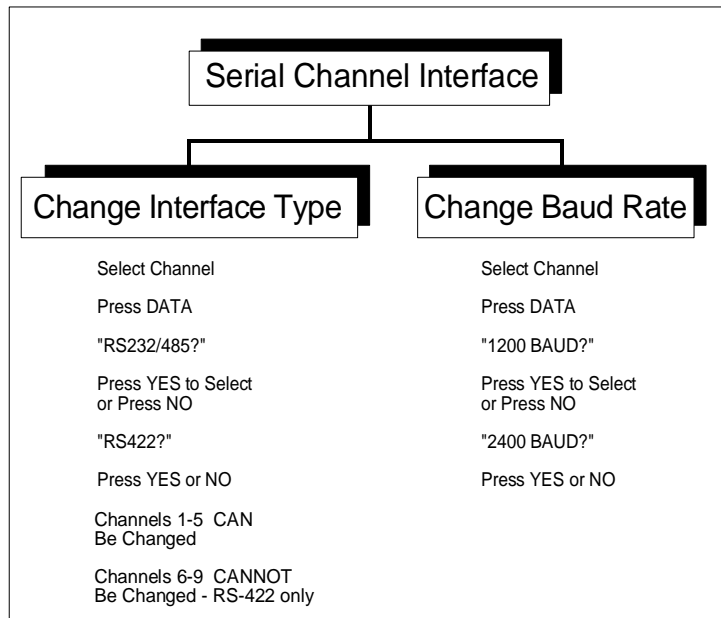 Serial Channel Interface
Change Interface Type
Select Channel
Press DATA
"RS232/485?"
Press YES to Select
or Press NO
"RS422?"
Press YES or NO
Channels 1-5 CAN
Be Changed
Channels 6-9 CANNOT
Be Changed - RS-422 only
Change Baud Rate
Select Channel
Press DATA
"1200 BAUD?"
Press YES to Select
or Press NO
"2400 BAUD?"
Press YES or NO